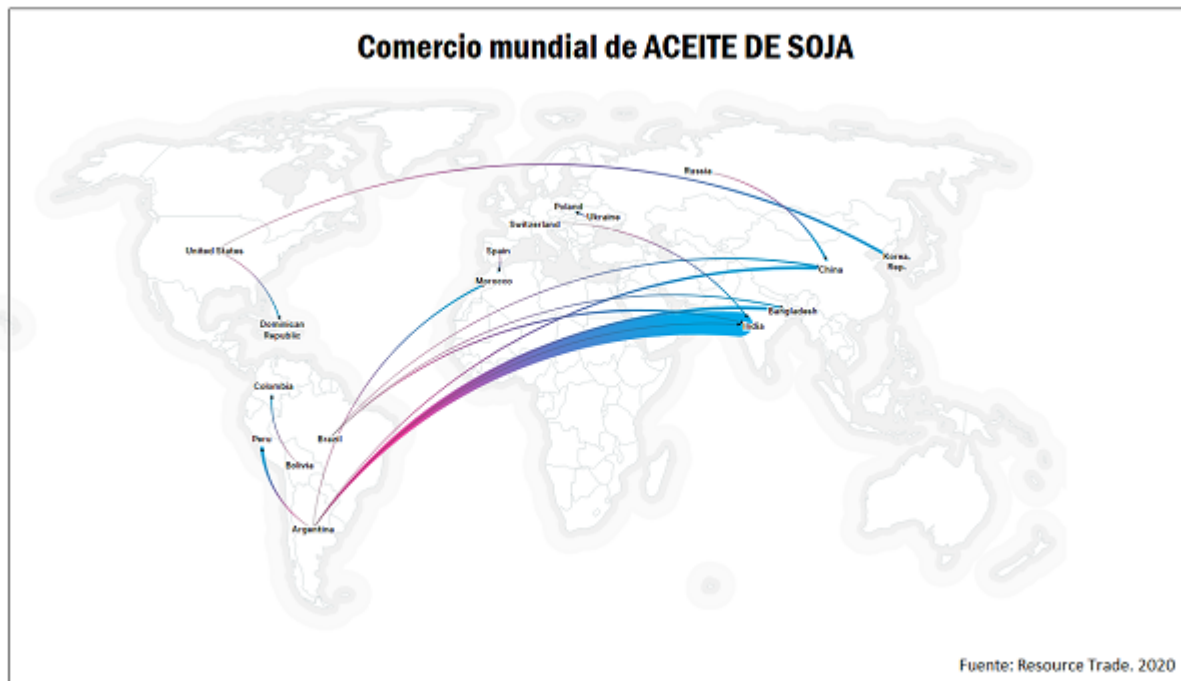 Comercio mundial de ACEITE DE SOJA
Russia
Poland
Ukraine
Switzerland
United States
Spain
Korea,
Rep.
China
Morocco
Bangladesh
Dominican
Republic
India
Colombia
Peru
Brazil
Bolivia
Argentina
Fuente: Resource Trade. 2020